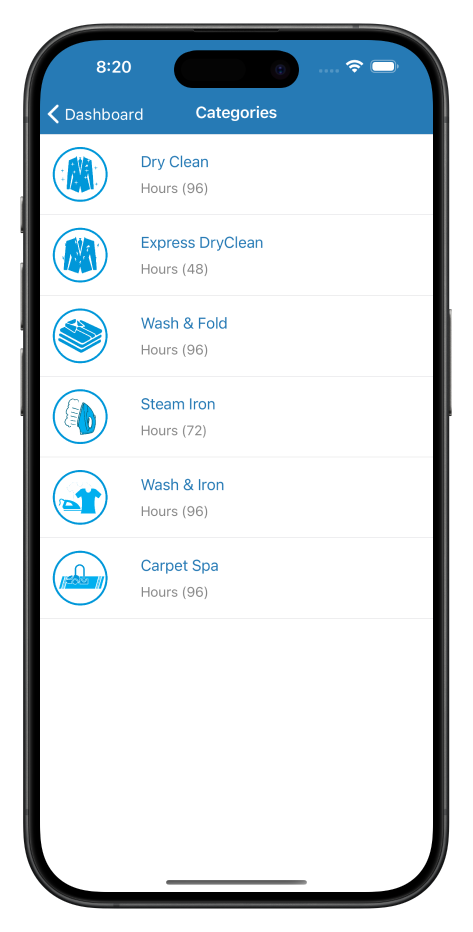 8:20
Dashboard
Categories
Dry Clean
Hours (96)
Express DryClean
Hours (48)
Wash & Fold
Hours (96)
Steam Iron
Hours (72)
Wash & Iron
Hours (96)
Carpet Spa
Hours (96)